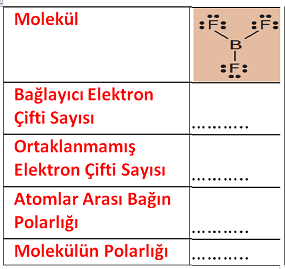 Molekül
F F
B
F
Bağlayıcı Elektron
Çifti Sayısı
...........
Ortaklanmamış
Elektron Çifti Sayısı
...........
Atomlar Arası Bağın
Polarlığı
...........
Molekülün Polarlığı
...........